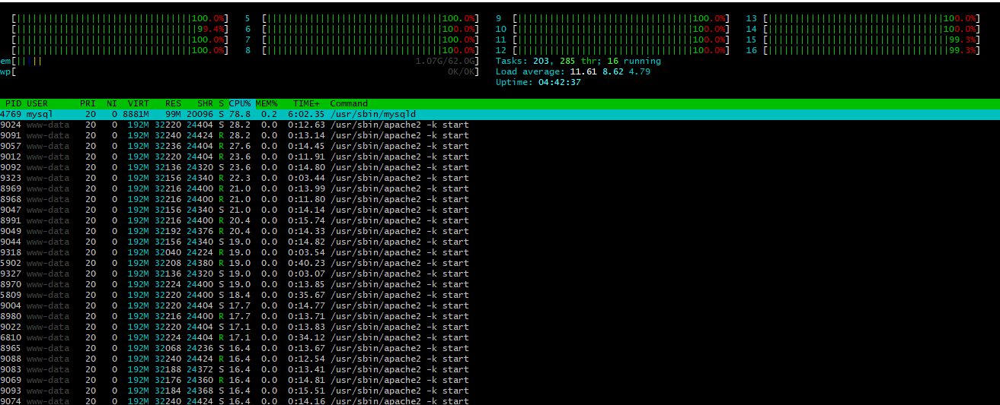 [||||||||||||||||||||||||||||||||100.0%] 5 [||||||||||||||||||||||||||||||||100.0%] 9 [||||||||||||||||||||||||||||||||100.0%] 13 [||||||||||||||||||||||||||||||||100.0%]
[|||||||||||||||||||||||||||||||||99.4%] 6 [||||||||||||||||||||||||||||||||100.0%] 10 [||||||||||||||||||||||||||||||||100.0%] 14 [||||||||||||||||||||||||||||||||100.0%]
[||||||||||||||||||||||||||||||||100.0%] 7 [||||||||||||||||||||||||||||||||100.0%] 11 [||||||||||||||||||||||||||||||||100.0%] 15 [|||||||||||||||||||||||||||||||||99.3%]
[||||||||||||||||||||||||||||||||100.0%] 8 [||||||||||||||||||||||||||||||||100.0%] 12 [||||||||||||||||||||||||||||||||100.0%] 16 [|||||||||||||||||||||||||||||||||99.3%]
em[||||| 1.07G/62.0G] Tasks: 203, 285 thr; 16 running
wp[ 0K/0K] Load average: 11.61 8.62 4.79
Uptime: 04:42:37
PID USER PRI NI VIRT RES SHR S CPU% MEM% TIME+ Command
4769 mysql 20 0 8881M 99M 20096 S 78.8 0.2 6:02.35 /usr/sbin/mysqld
9024 www-data 20 0 192M 32220 24404 S 28.2 0.0 0:12.63 /usr/sbin/apache2 -k start
9091 www-data 20 0 192M 32240 24424 R 28.2 0.0 0:13.14 /usr/sbin/apache2 -k start
9057 www-data 20 0 192M 32236 24404 R 27.6 0.0 0:14.45 /usr/sbin/apache2 -k start
9012 www-data 20 0 192M 32220 24404 R 23.6 0.0 0:11.91 /usr/sbin/apache2 -k start
9092 www-data 20 0 192M 32136 24320 S 23.6 0.0 0:14.80 /usr/sbin/apache2 -k start
9323 www-data 20 0 192M 32156 24340 R 22.3 0.0 0:03.44 /usr/sbin/apache2 -k start
8969 www-data 20 0 192M 32216 24400 R 21.0 0.0 0:13.99 /usr/sbin/apache2 -k start
8968 www-data 20 0 192M 32216 24400 R 21.0 0.0 0:11.80 /usr/sbin/apache2 -k start
9047 www-data 20 0 192M 32156 24340 S 21.0 0.0 0:14.14 /usr/sbin/apache2 -k start
8991 www-data 20 0 192M 32216 24400 R 20.4 0.0 0:15.74 /usr/sbin/apache2 -k start
9049 www-data 20 0 192M 32192 24376 R 20.4 0.0 0:14.33 /usr/sbin/apache2 -k start
9044 www-data 20 0 192M 32156 24340 S 19.0 0.0 0:14.82 /usr/sbin/apache2 -k start
9318 www-data 20 0 192M 32040 24224 R 19.0 0.0 0:03.54 /usr/sbin/apache2 -k start
5902 www-data 20 0 192M 32208 24380 R 19.0 0.0 0:40.23 /usr/sbin/apache2 -k start
9327 www-data 20 0 192M 32136 24320 S 19.0 0.0 0:03.07 /usr/sbin/apache2 -k start
8970 www-data 20 0 192M 32224 24400 S 19.0 0.0 0:13.85 /usr/sbin/apache2 -k start
5809 www-data 20 0 192M 32220 24400 S 18.4 0.0 0:35.67 /usr/sbin/apache2 -k start
9004 www-data 20 0 192M 32220 24404 S 17.7 0.0 0:14.77 /usr/sbin/apache2 -k start
8980 www-data 20 0 192M 32216 24400 R 17.7 0.0 0:13.71 /usr/sbin/apache2 -k start
9022 www-data 20 0 192M 32220 24400 S 17.1 0.0 0:13.83 /usr/sbin/apache2 -k start
6810 www-data 20 0 192M 32224 24404 R 17.1 0.0 0:34.12 /usr/sbin/apache2 -k start
8965 www-data 20 0 192M 32068 24236 S 16.4 0.0 0:13.67 /usr/sbin/apache2 -k start
9088 www-data 20 0 192M 32240 24424 R 16.4 0.0 0:12.54 /usr/sbin/apache2 -k start
9083 www-data 20 0 192M 32188 24372 S 16.4 0.0 0:13.41 /usr/sbin/apache2 -k start
9069 www-data 20 0 192M 32176 24360 R 16.4 0.0 0:14.81 /usr/sbin/apache2 -k start
9093 www-data 20 0 192M 32184 24368 S 16.4 0.0 0:15.51 /usr/sbin/apache2 -k start
9074 www-data 20 0 192M 32240 24424 S 16.4 0.0 0:14.16 /usr/sbin/apache2 -k start